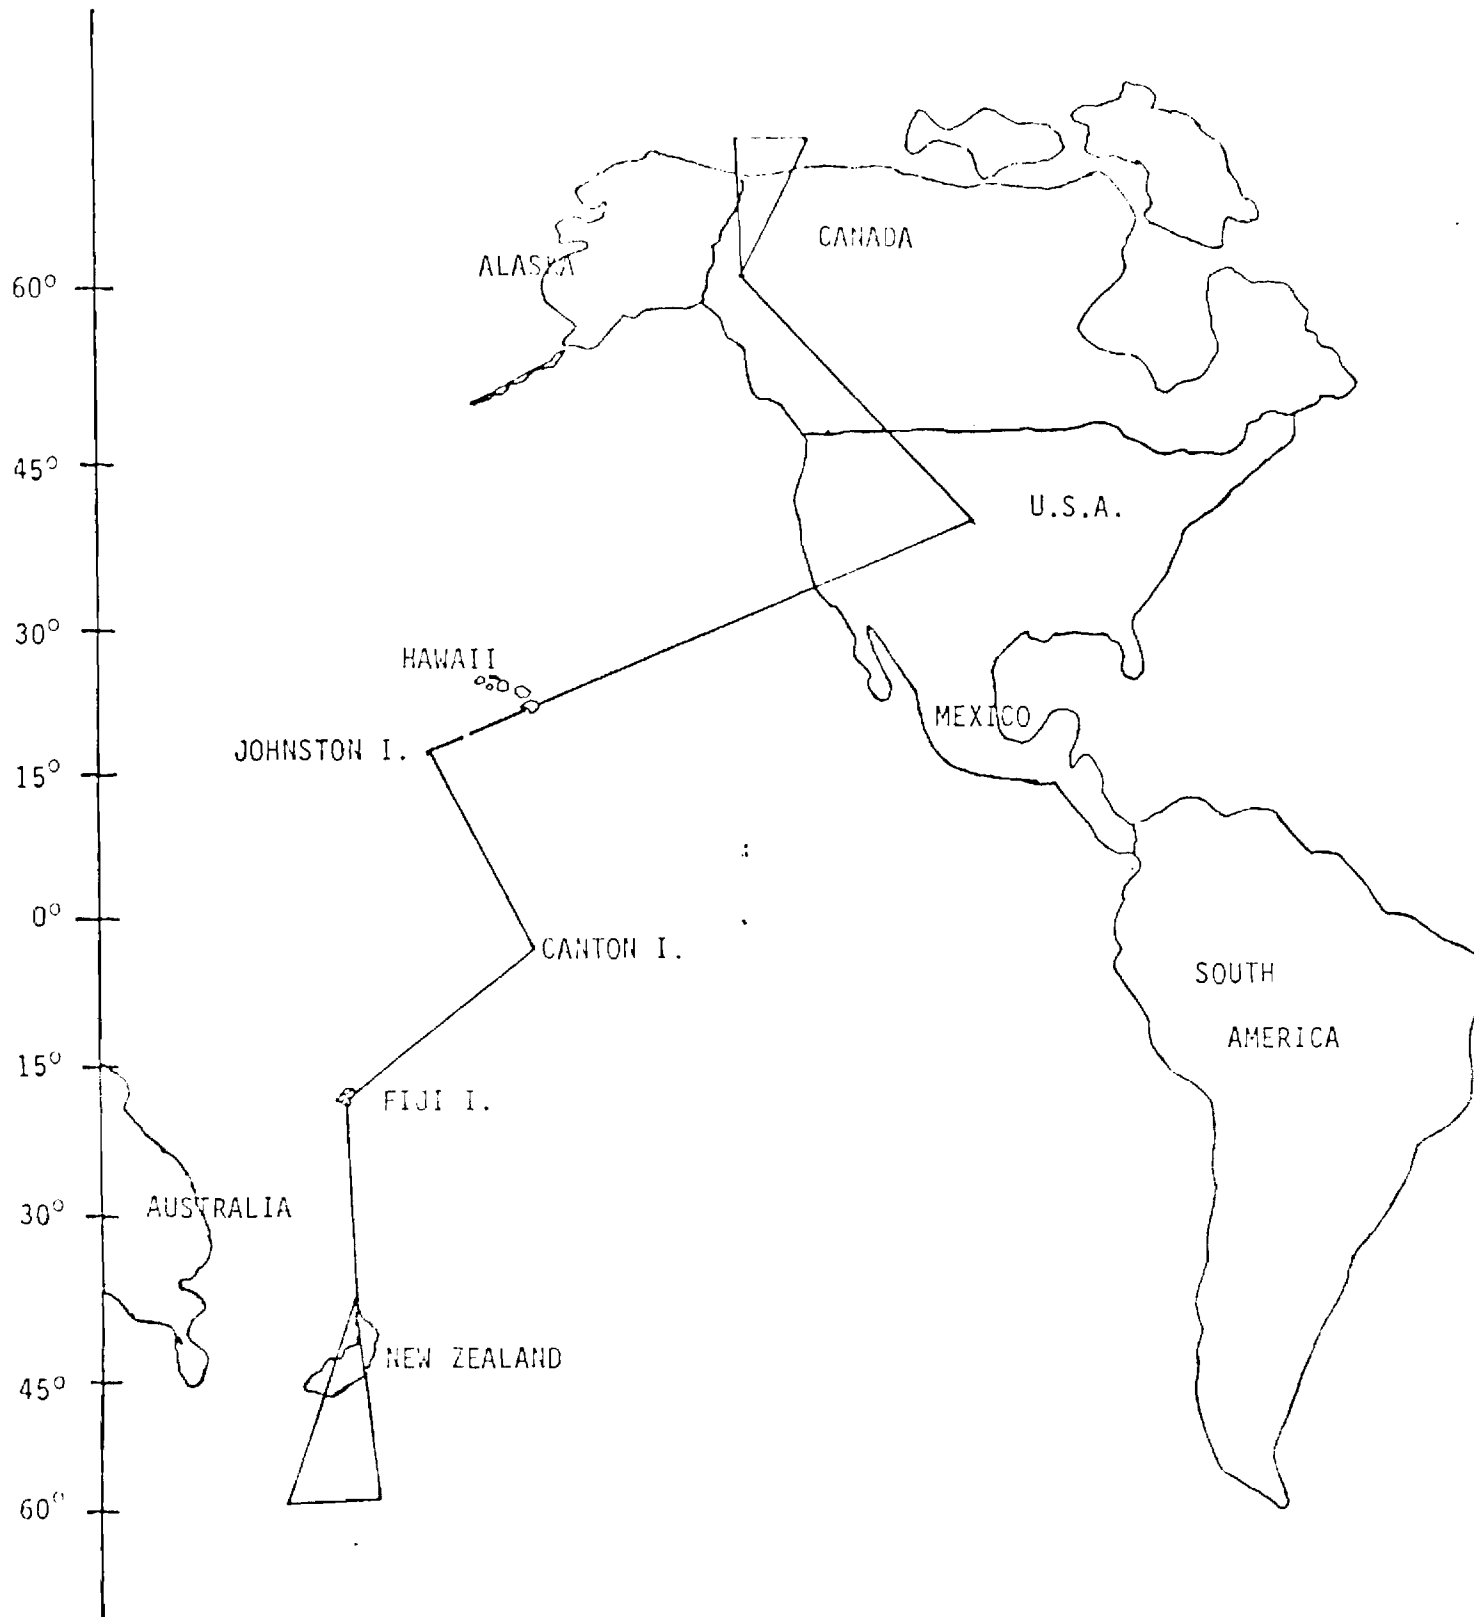 CANADA
ALASKA
60°
45°
U.S.A.
30°
HAWAII
MEXICO
JOHNSTON I.
15°
0°
CANTON I.
SOUTH
AMERICA
15°
FIJI I.
AUSTRALIA
30°
NEW ZEALAND
45°
60°